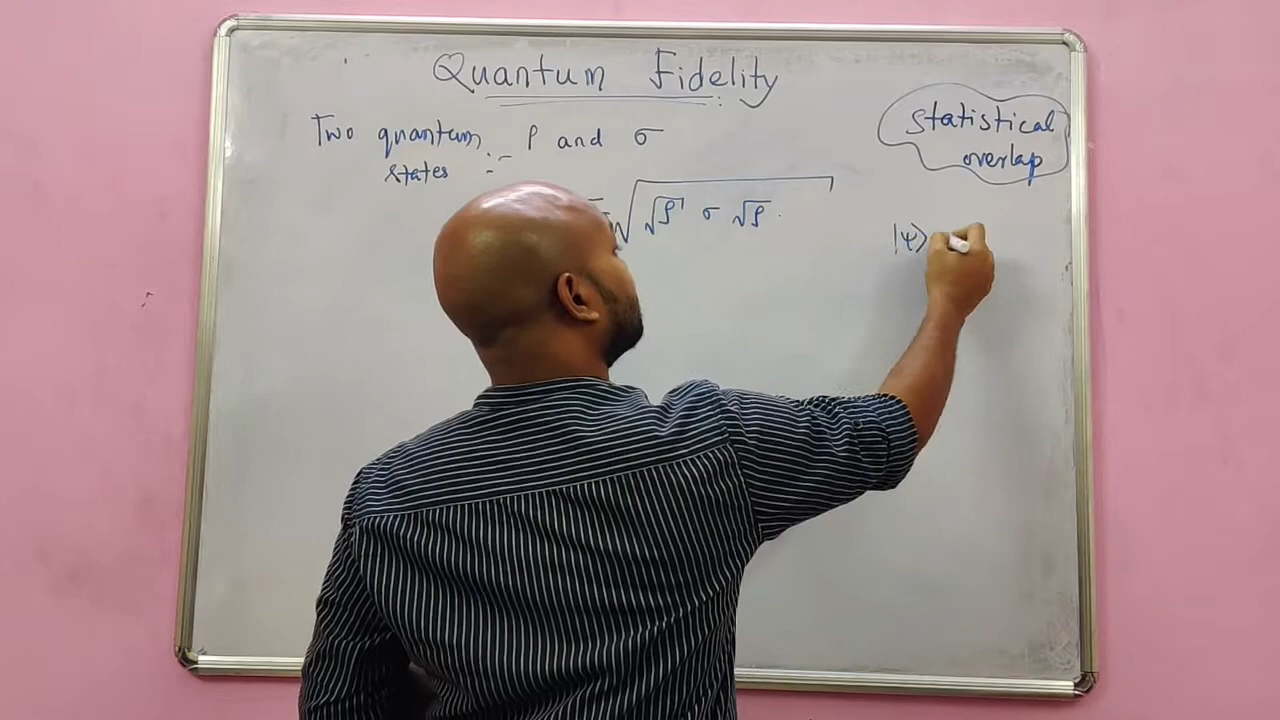 Quantum Fidelity
Two quantum states :- ρ and σ
√(√ρ σ √ρ)
Statistical
overlap
|ψ⟩